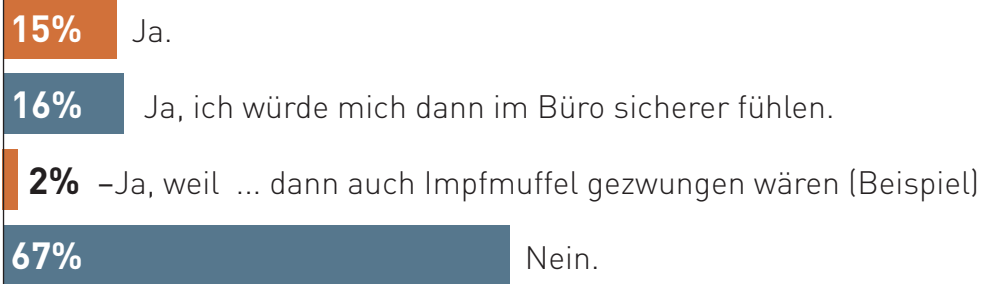 15% Ja.
16% Ja, ich würde mich dann im Büro sicherer fühlen.
2% –Ja, weil ... dann auch Impfmuffel gezwungen wären (Beispiel)
67% Nein.